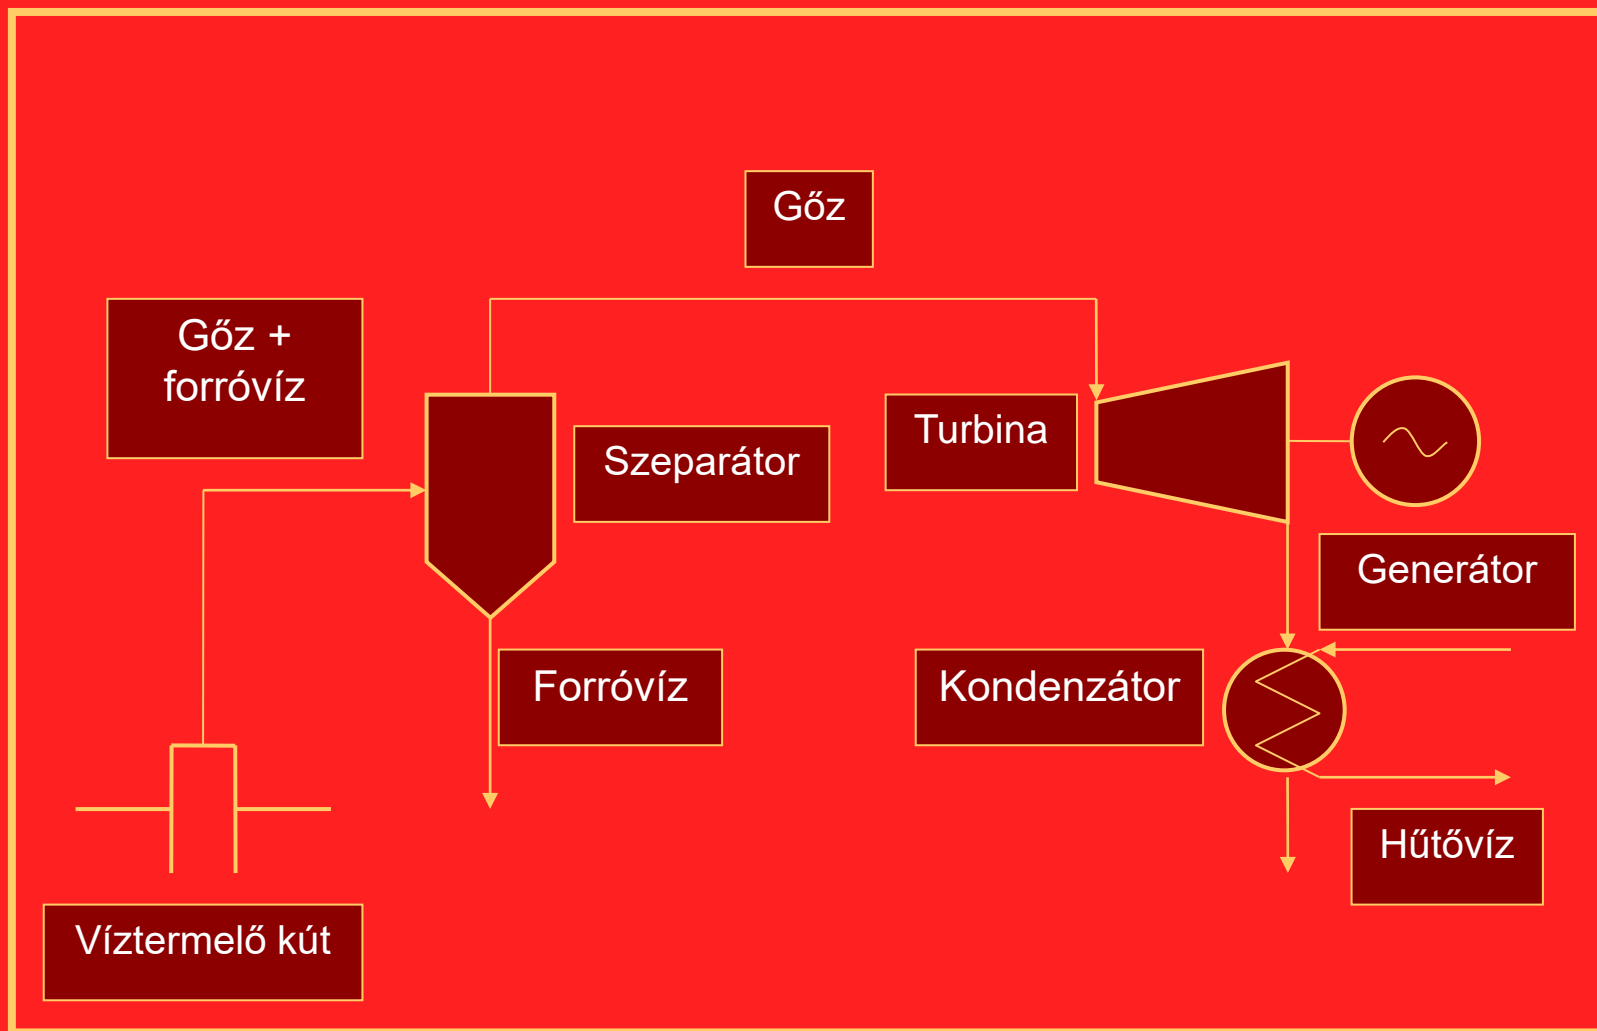 Gőz
Gőz +
forróvíz
Szeparátor
Turbina
Generátor
Forróvíz
Kondenzátor
Hűtővíz
Víztermelő kút